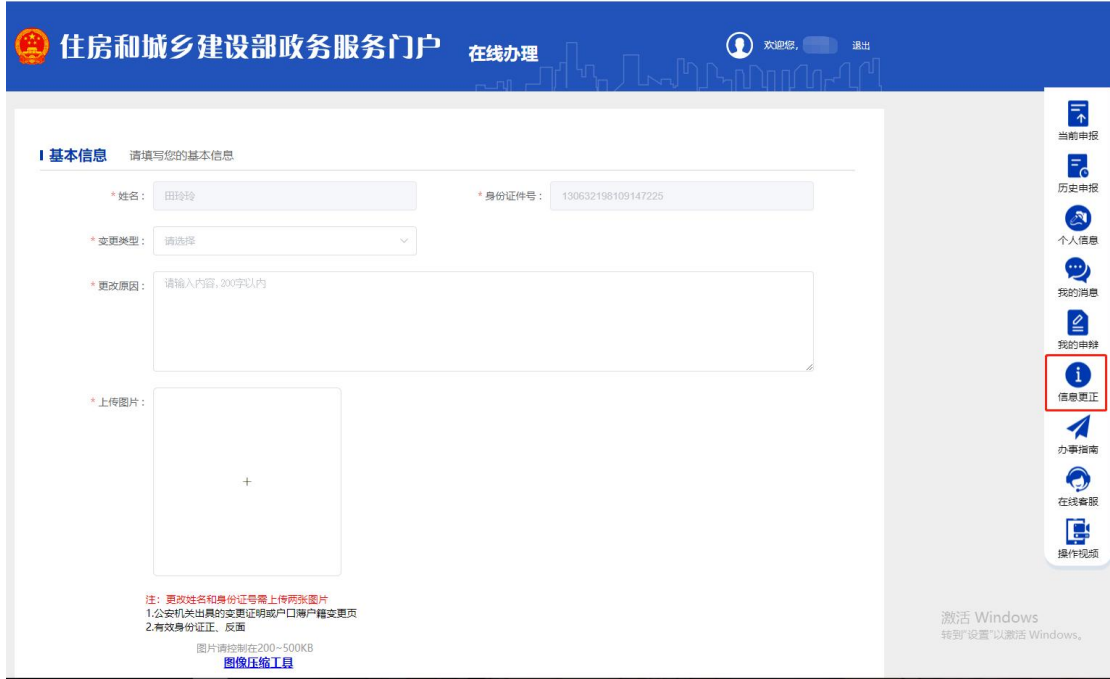 住房和城乡建设部政务服务门户 在线办理 欢迎您， 退出
基本信息 请填写您的基本信息
*姓名： 田玲玲 *身份证件号： 130632198109147225
*变更类型： 请选择
*更改原因： 请输入内容，200字以内
*上传图片：
+
注：更改姓名和身份证号需上传两张图片
1.公安机关出具的变更证明或户口簿户籍变更页
2.有效身份证正、反面
图片请控制在200~500KB
图像压缩工具
当前申报
历史申报
个人信息
我的消息
我的申辩
信息更正
办事指南
在线客服
操作视频
激活 Windows
转到"设置"以激活 Windows。